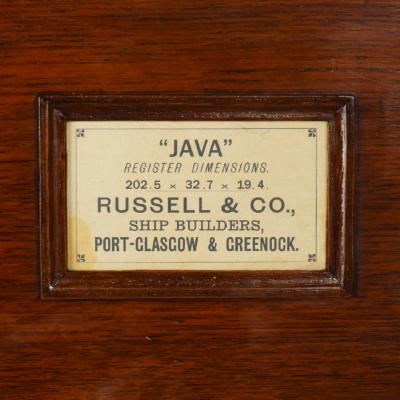 “JAVA”
REGISTER DIMENSIONS.
202.5 × 32.7 × 19.4.
RUSSELL & CO.,
SHIP BUILDERS,
PORT-GLASGOW & GREENOCK.